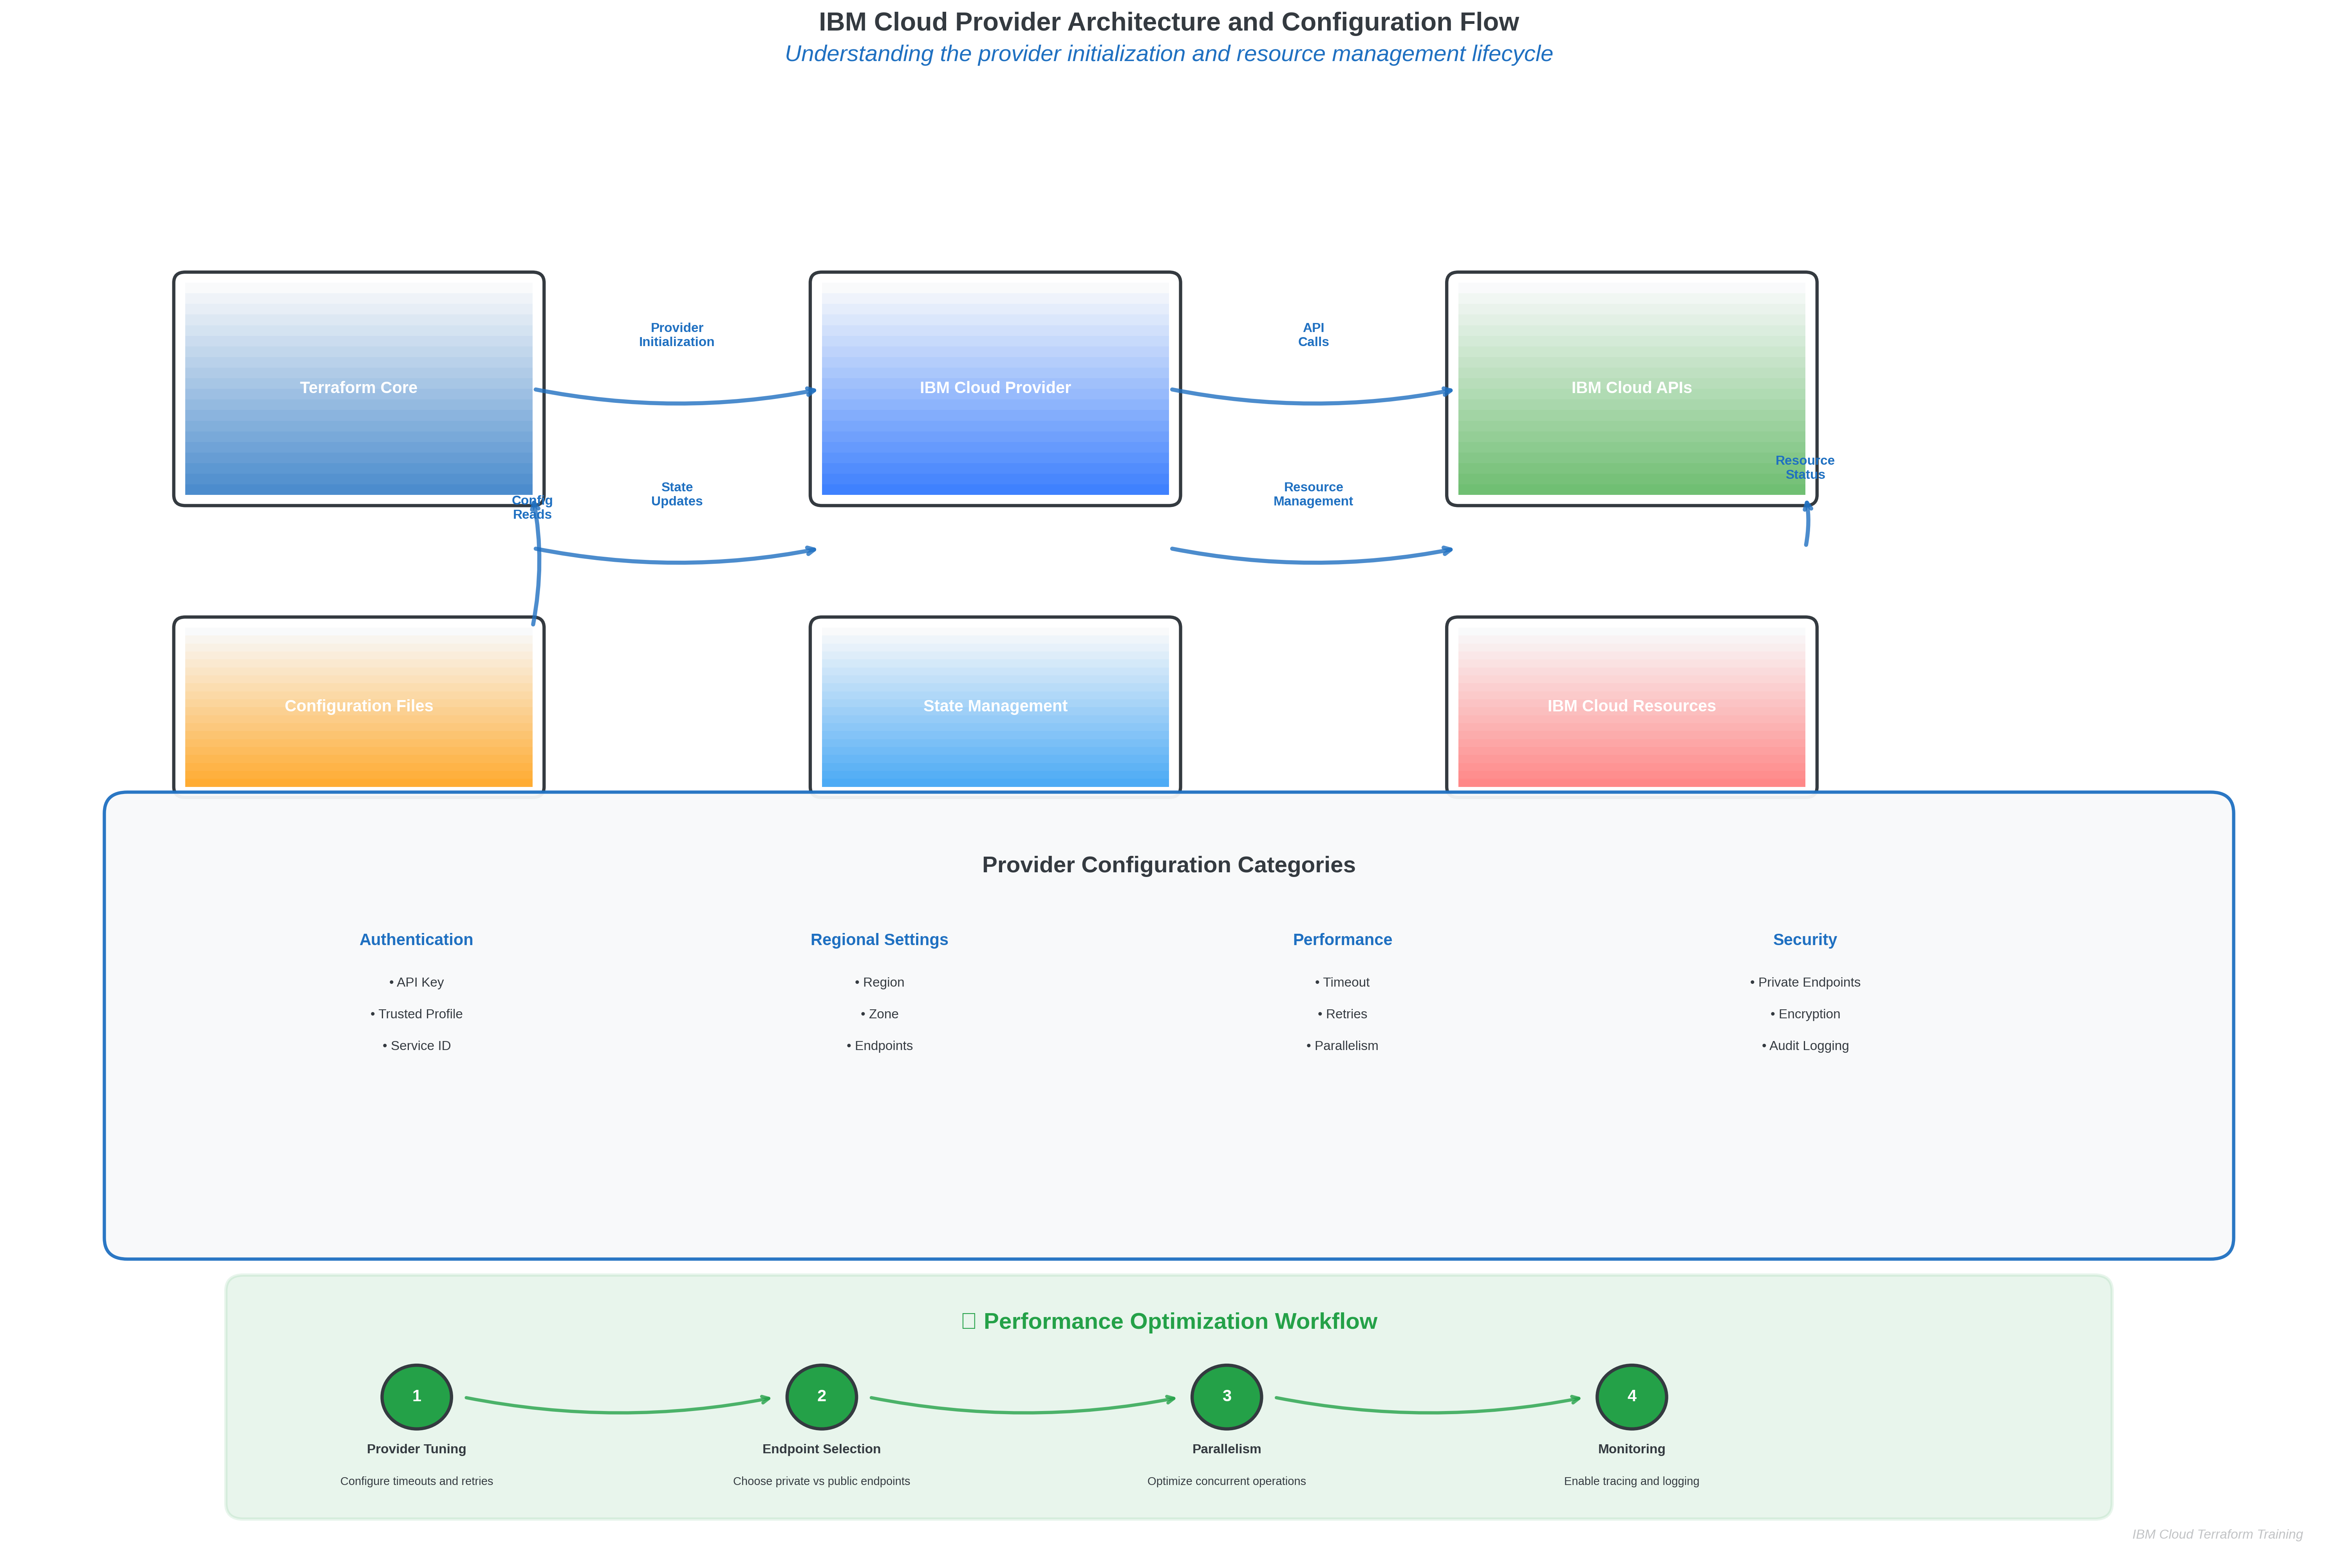 IBM Cloud Provider Architecture and Configuration Flow
Understanding the provider initialization and resource management lifecycle
Provider
Initialization
API
Calls
Terraform Core
IBM Cloud Provider
IBM Cloud APIs
Resource
Status
Config
Reads
State
Updates
Resource
Management
Configuration Files
State Management
IBM Cloud Resources
Provider Configuration Categories
Authentication
• API Key
• Trusted Profile
• Service ID
Regional Settings
• Region
• Zone
• Endpoints
Performance
• Timeout
• Retries
• Parallelism
Security
• Private Endpoints
• Encryption
• Audit Logging
Performance Optimization Workflow
1
Provider Tuning
Configure timeouts and retries
2
Endpoint Selection
Choose private vs public endpoints
3
Parallelism
Optimize concurrent operations
4
Monitoring
Enable tracing and logging
IBM Cloud Terraform Training